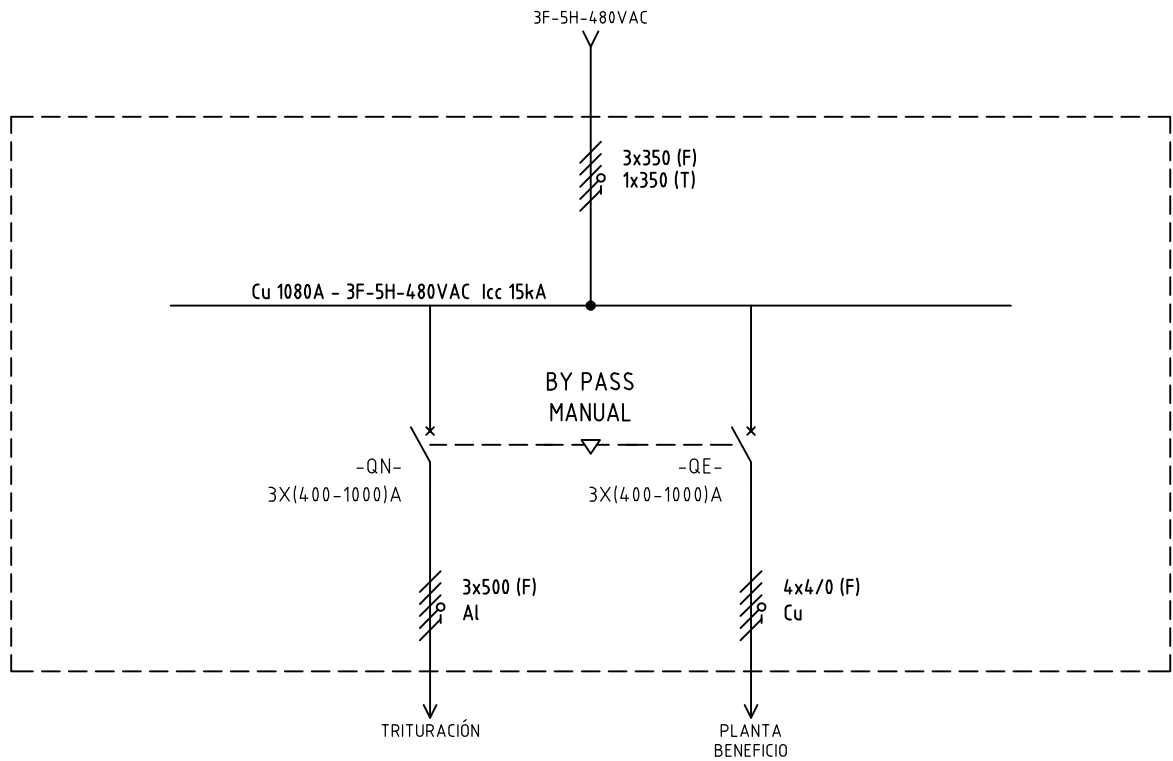 3F-5H-480VAC
3x350 (F)
1x350 (T)
Cu 1080A - 3F-5H-480VAC Icc 15kA
BY PASS
MANUAL
-QN-
3X(400-1000)A
-QE-
3X(400-1000)A
3x500 (F)
Al
4x4/0 (F)
Cu
TRITURACIÓN
PLANTA
BENEFICIO